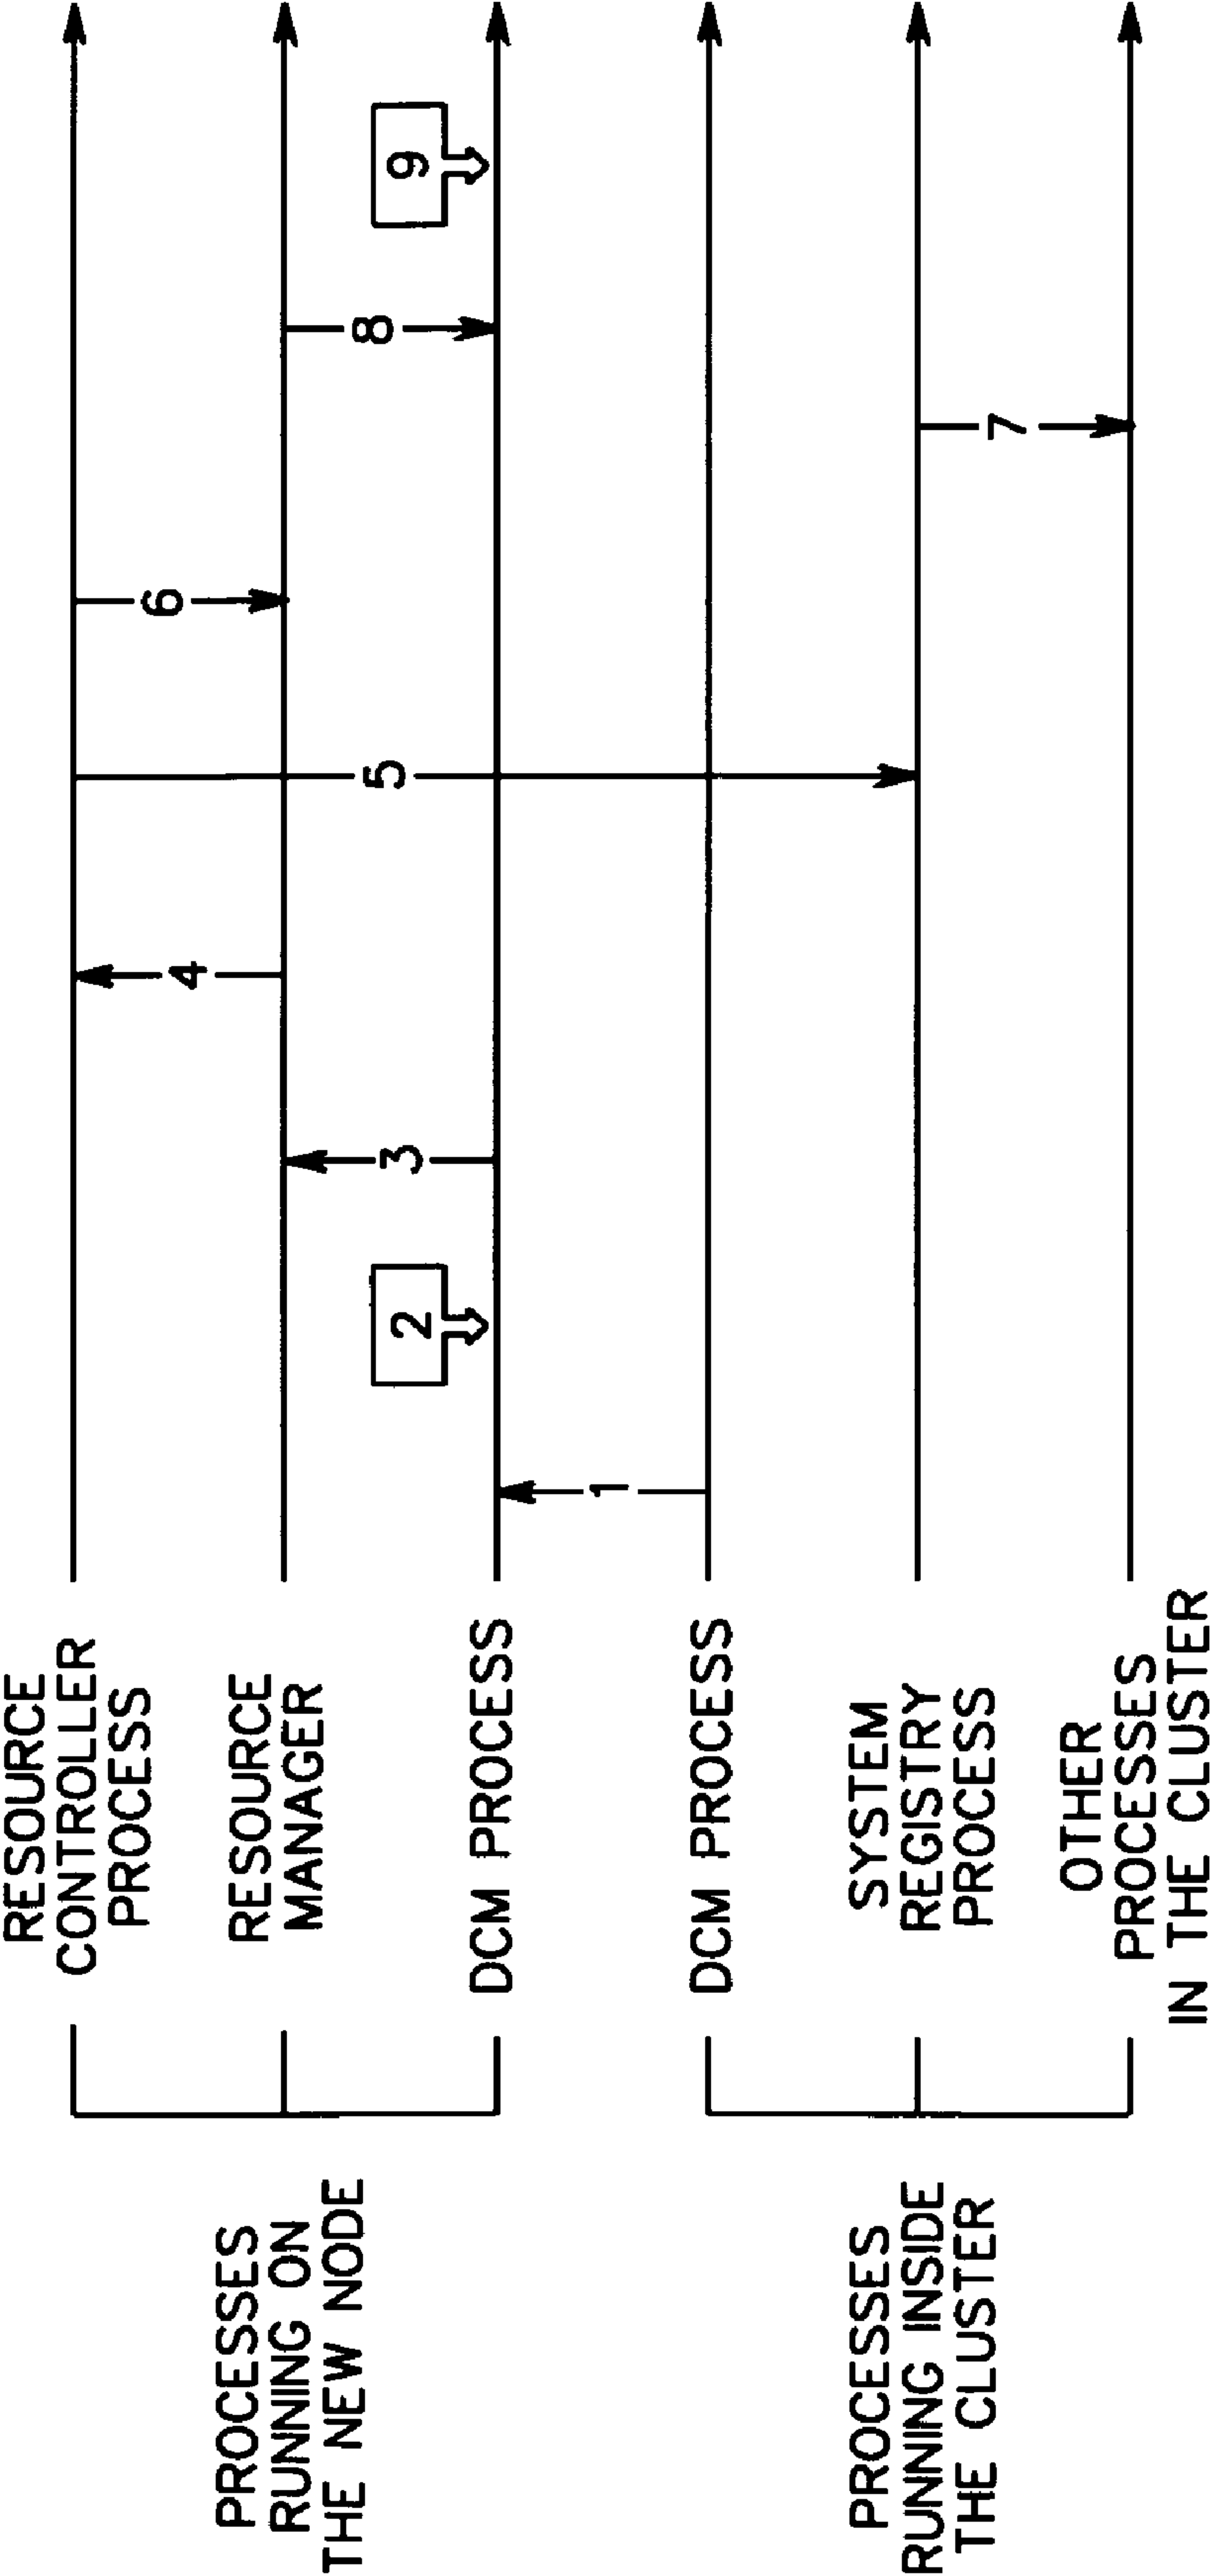 PROCESSES
RUNNING ON
THE NEW NODE
RESOURCE
CONTROLLER
PROCESS
RESOURCE
MANAGER
DCM PROCESS
PROCESSES
RUNNING INSIDE
THE CLUSTER
DCM PROCESS
SYSTEM
REGISTRY
PROCESS
OTHER
PROCESSES
IN THE CLUSTER
1
2
3
4
5
6
7
8
9